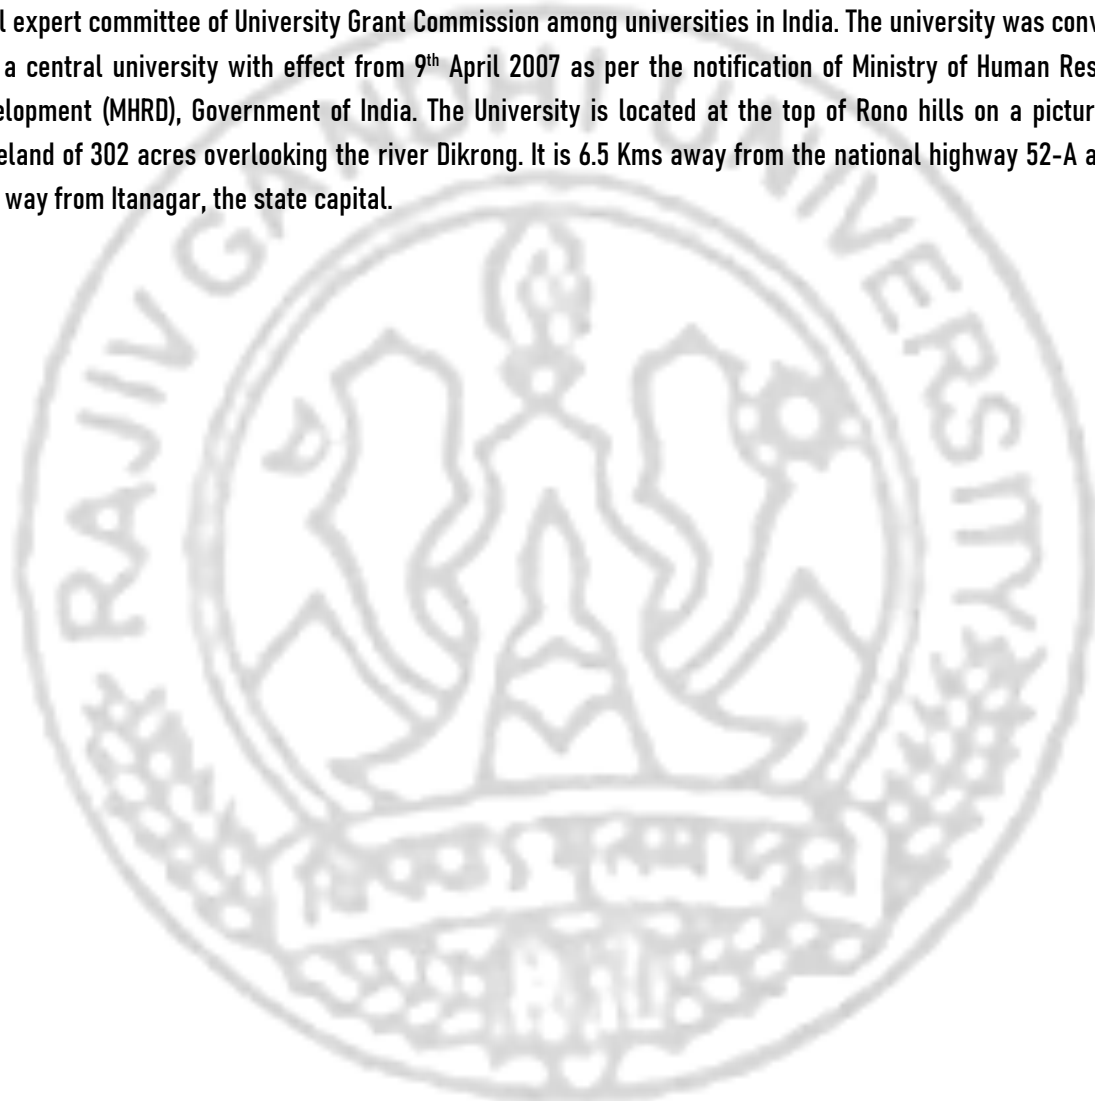 l expert committee of University Grant Commission among universities in India. The university was conv
a central university with effect from 9th April 2007 as per the notification of Ministry of Human Res
elopment (MHRD), Government of India. The University is located at the top of Rono hills on a pictur
eland of 302 acres overlooking the river Dikrong. It is 6.5 Kms away from the national highway 52-A a
way from Itanagar, the state capital.
RAJIV GANDHI UNIVERSITY